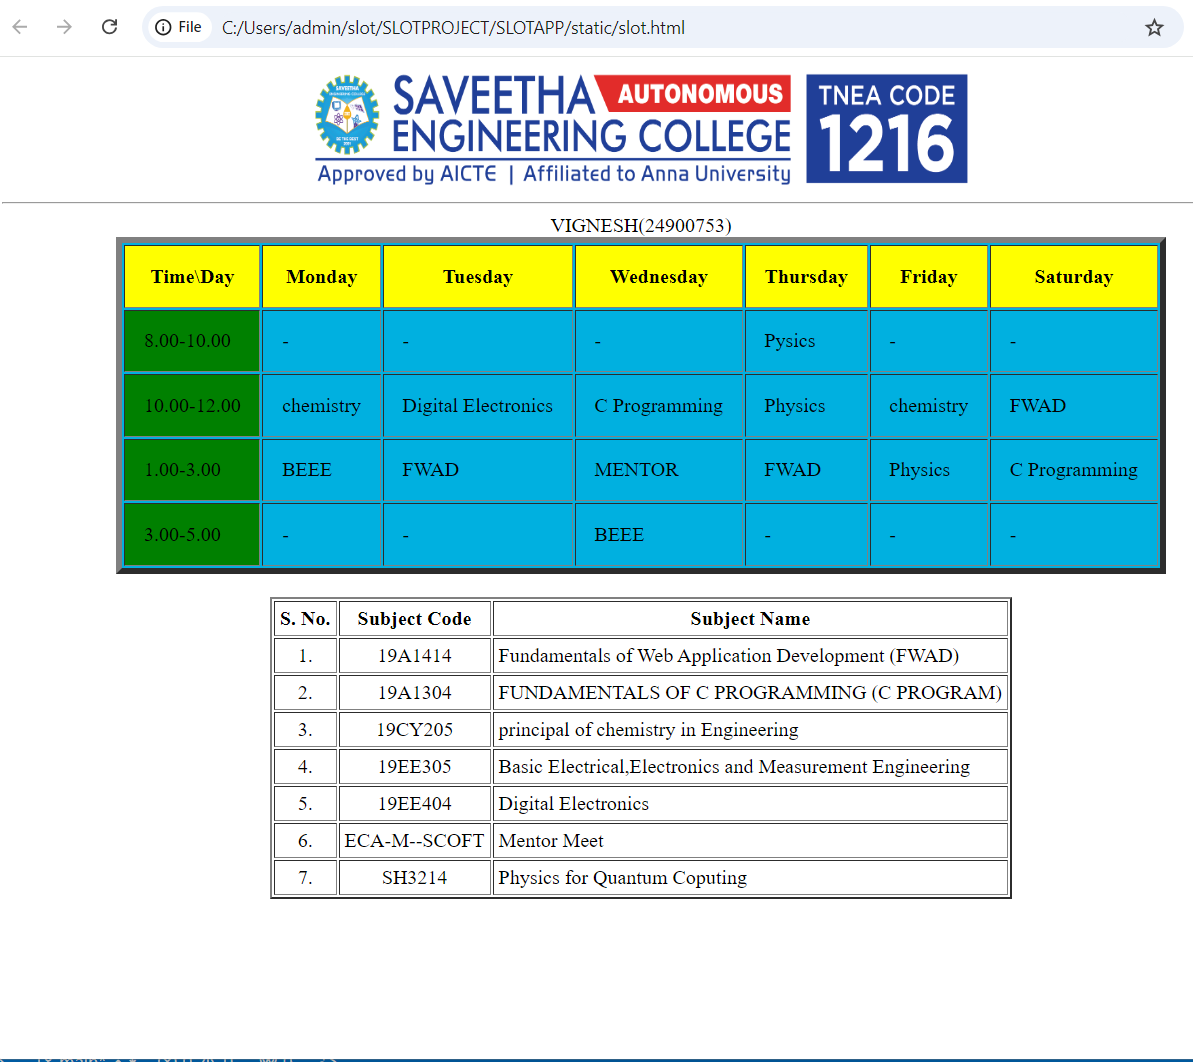 File C:/Users/admin/slot/SLOTPROJECT/SLOTAPP/static/slot.html
SAVEETHA AUTONOMOUS
ENGINEERING COLLEGE
Approved by AICTE | Affiliated to Anna University
TNEA CODE
1216
VIGNESH(24900753)
Time\Day Monday Tuesday Wednesday Thursday Friday Saturday
8.00-10.00 - - - Pysics - -
10.00-12.00 chemistry Digital Electronics C Programming Physics chemistry FWAD
1.00-3.00 BEEE FWAD MENTOR FWAD Physics C Programming
3.00-5.00 - - BEEE - - -
S. No. Subject Code Subject Name
1. 19A1414 Fundamentals of Web Application Development (FWAD)
2. 19A1304 FUNDAMENTALS OF C PROGRAMMING (C PROGRAM)
3. 19CY205 principal of chemistry in Engineering
4. 19EE305 Basic Electrical,Electronics and Measurement Engineering
5. 19EE404 Digital Electronics
6. ECA-M--SCOFT Mentor Meet
7. SH3214 Physics for Quantum Coputing